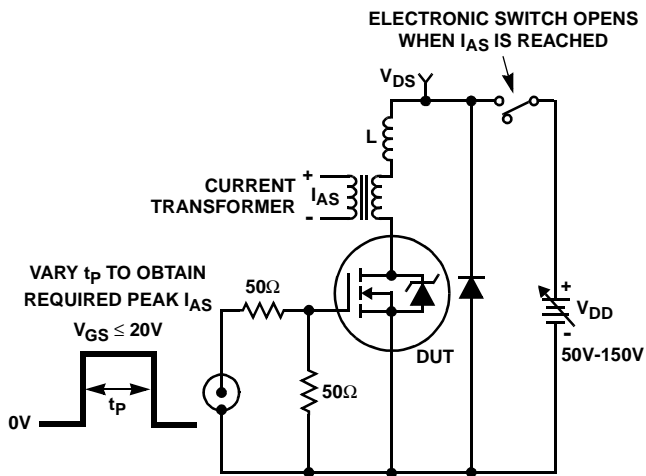 ELECTRONIC SWITCH OPENS
WHEN IAS IS REACHED
VDS
L
+
CURRENT
TRANSFORMER
IAS
-
VARY tP TO OBTAIN
REQUIRED PEAK IAS
50Ω
VGS ≤ 20V
DUT
+
VDD
-
50V-150V
50Ω
0V
tP